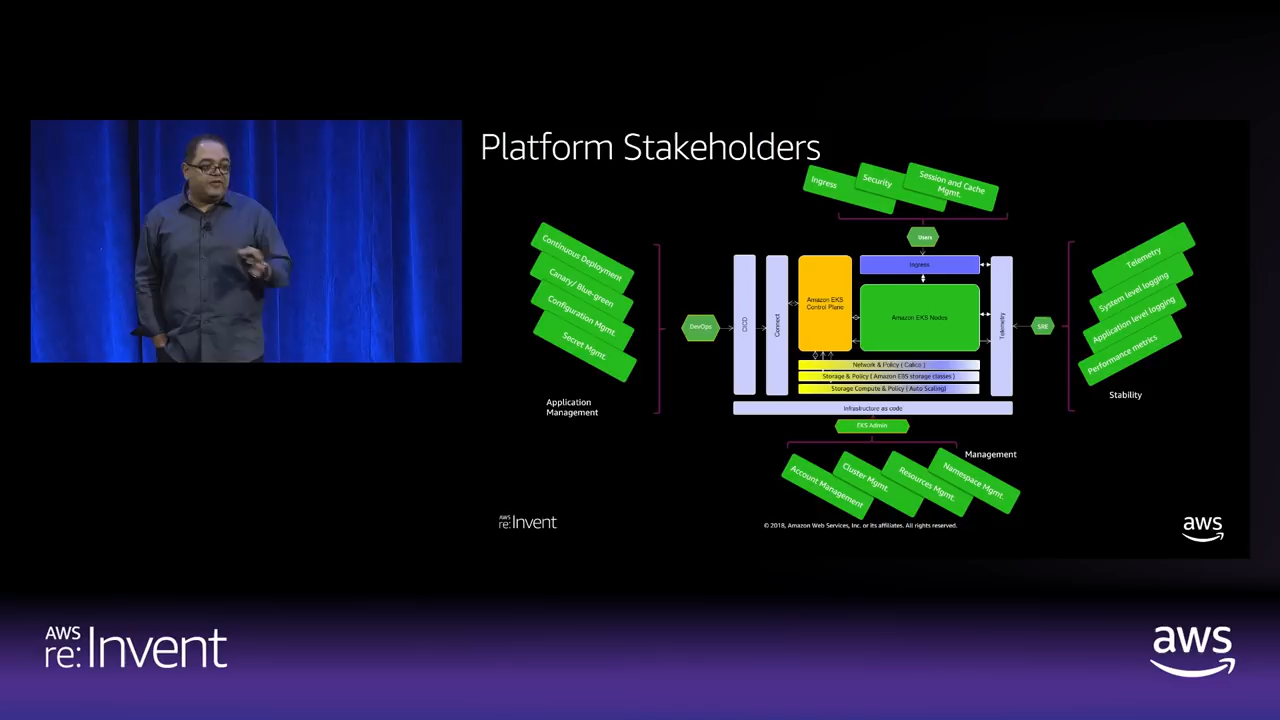 Platform Stakeholders
Ingress
Security
Session and Cache
Mgmt.
Users
Continuous Deployment
Canary/ Blue-green
Configuration Mgmt.
Secret Mgmt.
Application
Management
DevOps
CICD
Connect
Amazon EKS
Control Plane
Ingress
Amazon EKS Nodes
Telemetry
Network & Policy ( Calico )
Storage & Policy ( Amazon EBS storage classes )
Storage Compute & Policy ( Auto Scaling)
Infrastructure as code
SRE
Telemetry
System level logging
Application level logging
Performance metrics
Stability
EKS Admin
Management
Account Management
Cluster Mgmt.
Resources Mgmt.
Namespace Mgmt.
AWS
re:Invent
© 2018, Amazon Web Services, Inc. or its affiliates. All rights reserved.
aws
AWS
re:Invent
aws